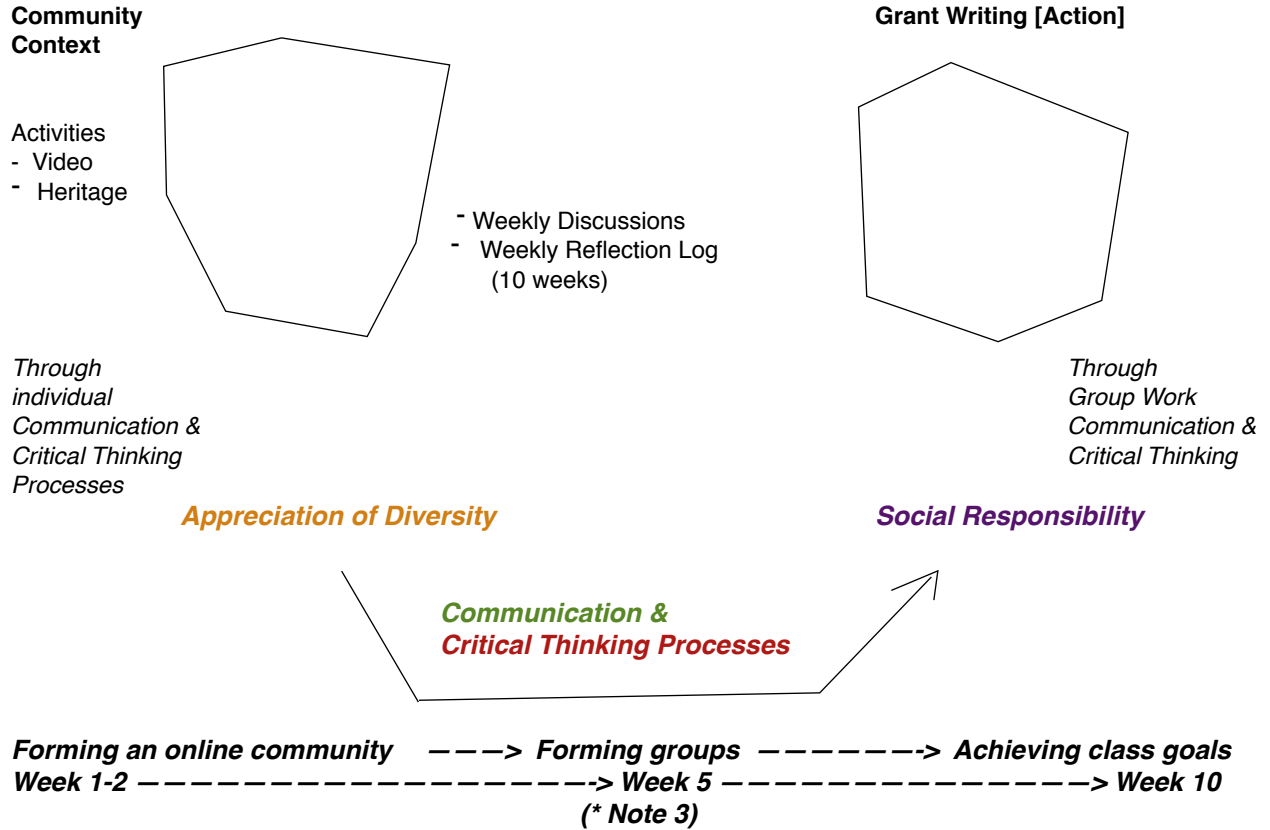 Community
Context
Grant Writing [Action]
Activities
- Video
- Heritage
- Weekly Discussions
- Weekly Reflection Log
(10 weeks)
Through
individual
Communication &
Critical Thinking
Processes
Through
Group Work
Communication &
Critical Thinking
Appreciation of Diversity
Social Responsibility
Communication &
Critical Thinking Processes
Forming an online community ———> Forming groups ——————-> Achieving class goals
Week 1-2 ———————————————————-> Week 5 ——————————————> Week 10
(* Note 3)